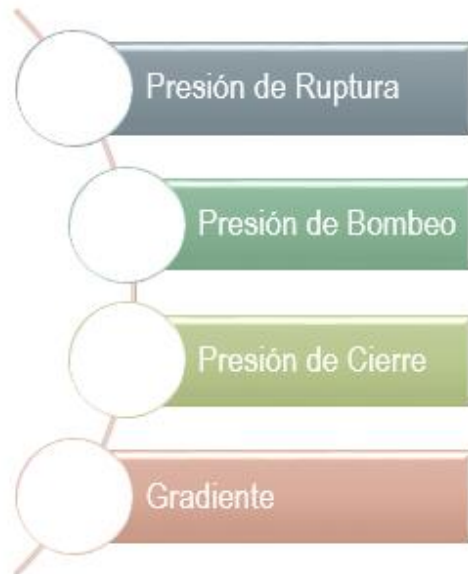 Presión de Ruptura
Presión de Bombeo
Presión de Cierre
Gradiente